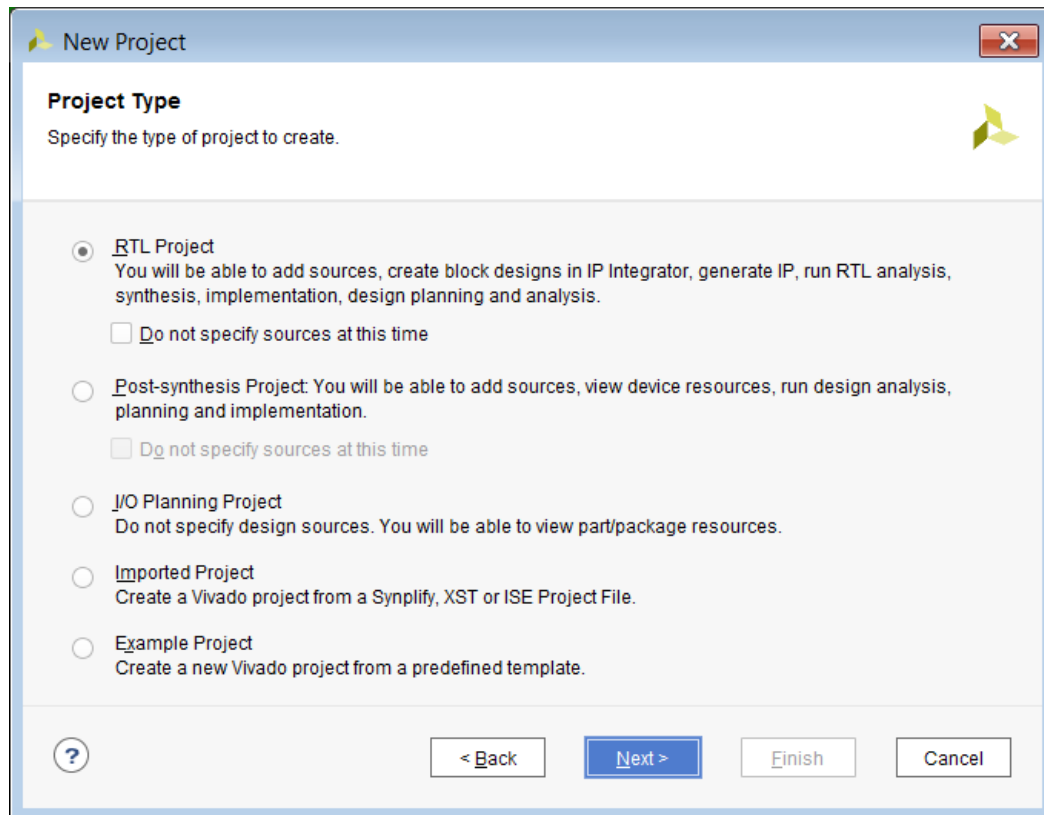 New Project
Project Type
Specify the type of project to create.
RTL Project
You will be able to add sources, create block designs in IP Integrator, generate IP, run RTL analysis,
synthesis, implementation, design planning and analysis.
Do not specify sources at this time
Post-synthesis Project: You will be able to add sources, view device resources, run design analysis,
planning and implementation.
Do not specify sources at this time
I/O Planning Project
Do not specify design sources. You will be able to view part/package resources.
Imported Project
Create a Vivado project from a Synplify, XST or ISE Project File.
Example Project
Create a new Vivado project from a predefined template.
? < Back Next > Finish Cancel